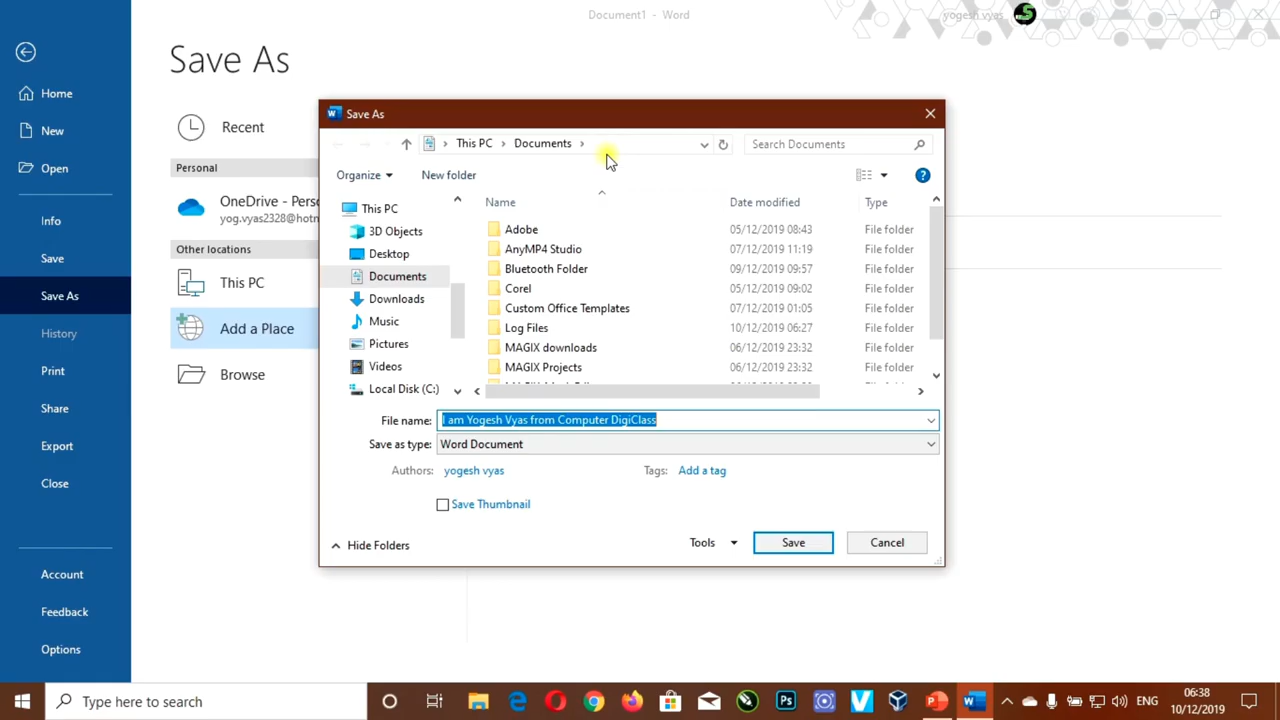 Document1 - Word
yogesh vyas
Save As
Home
New
Open
Info
Save
Save As
History
Print
Share
Export
Close
Account
Feedback
Options
Recent
Personal
OneDrive - Pers
yog.vyas2328@hotn
Other locations
This PC
Add a Place
Browse
Save As
This PC > Documents >
Search Documents
Organize
New folder
This PC
3D Objects
Desktop
Documents
Downloads
Music
Pictures
Videos
Local Disk (C:)
Name Date modified Type
Adobe 05/12/2019 08:43 File folder
AnyMP4 Studio 07/12/2019 11:19 File folder
Bluetooth Folder 09/12/2019 09:57 File folder
Corel 05/12/2019 09:02 File folder
Custom Office Templates 07/12/2019 01:05 File folder
Log Files 10/12/2019 06:27 File folder
MAGIX downloads 06/12/2019 23:32 File folder
MAGIX Projects 06/12/2019 23:32 File folder
File name: I am Yogesh Vyas from Computer DigiClass
Save as type: Word Document
Authors: yogesh vyas Tags: Add a tag
Save Thumbnail
Hide Folders
Tools Save Cancel
Type here to search
ENG
06:38
10/12/2019